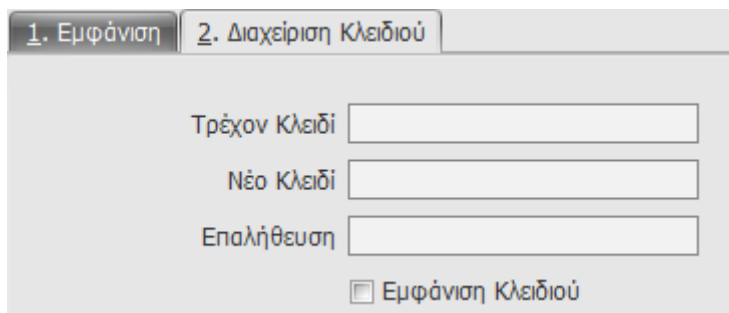 1. Εμφάνιση 2. Διαχείριση Κλειδιού
Τρέχον Κλειδί
Νέο Κλειδί
Επαλήθευση
Εμφάνιση Κλειδιού